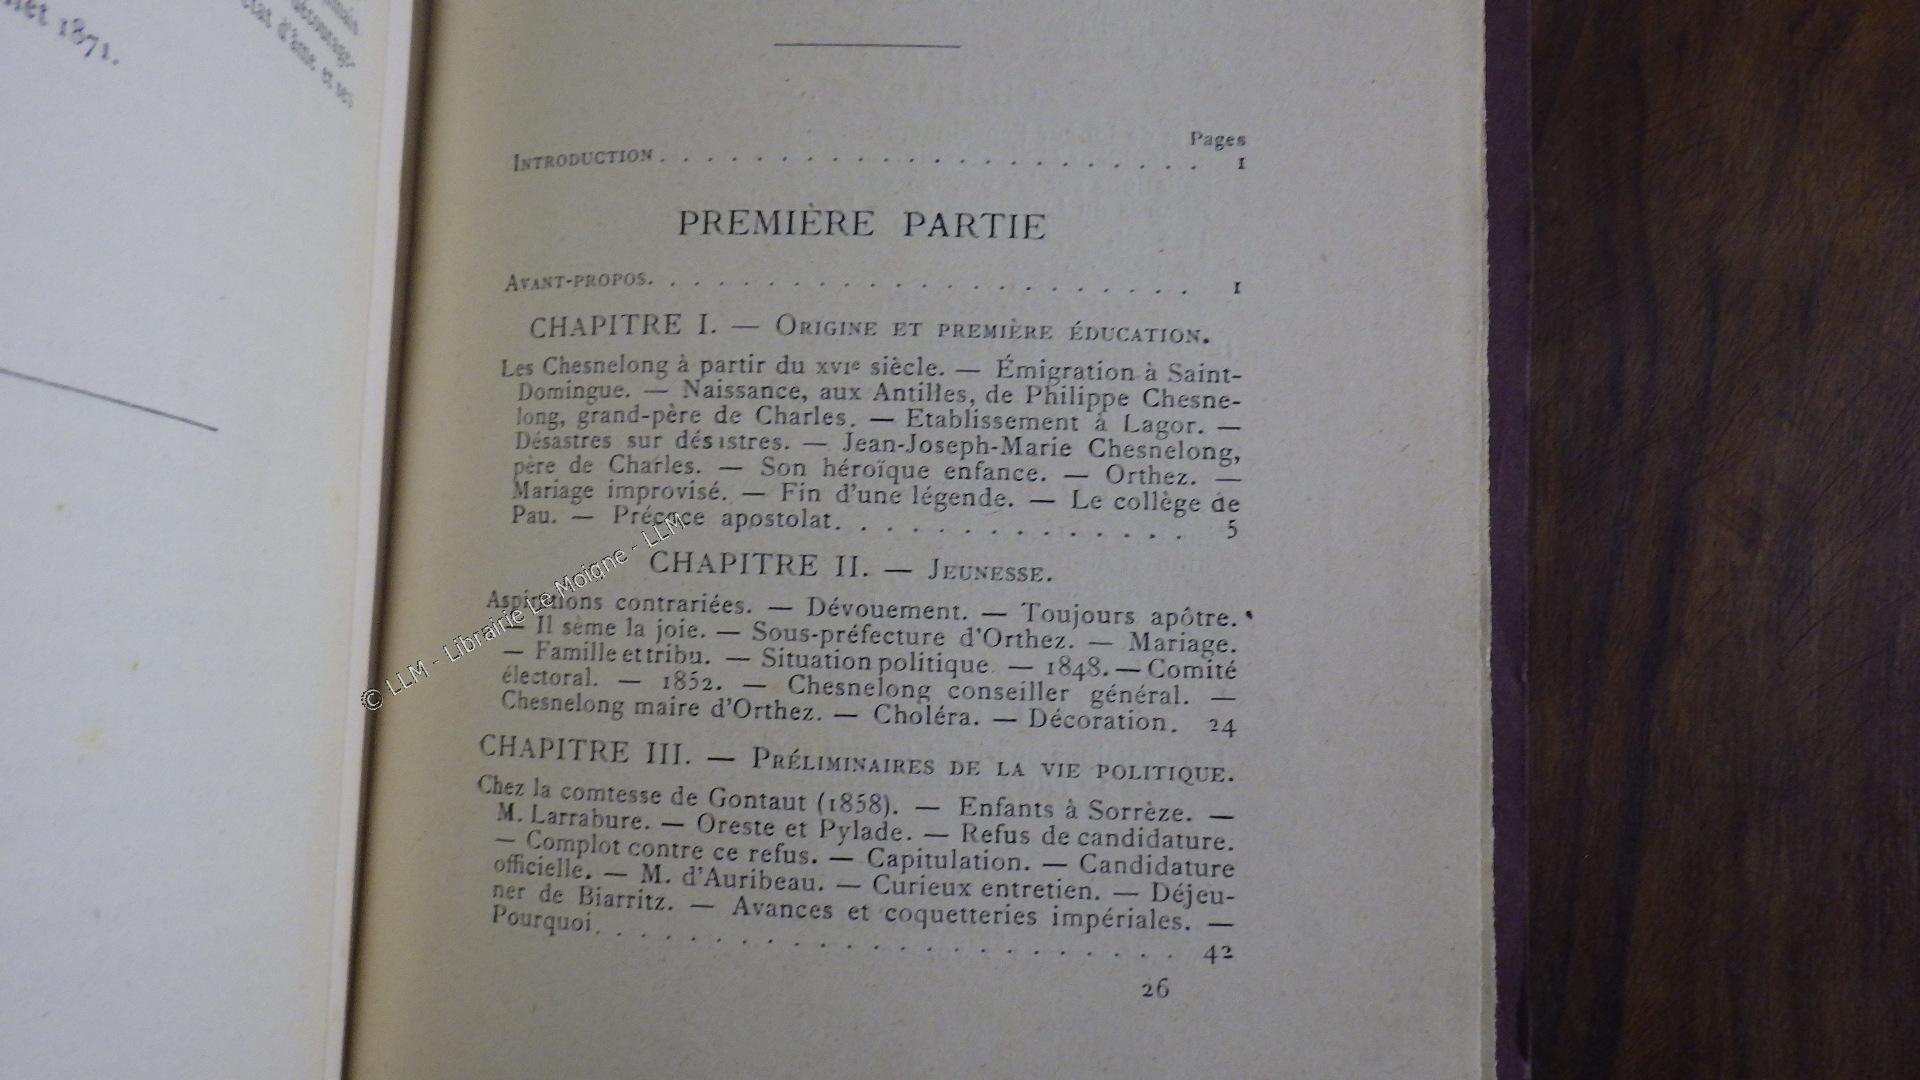 1871.
Pages
INTRODUCTION. . . . . . . . . . . . . . . . . . . . . . . . 1
PREMIÈRE PARTIE
AVANT-PROPOS. . . . . . . . . . . . . . . . . . . . . . . 1
CHAPITRE I. — ORIGINE ET PREMIÈRE ÉDUCATION.
Les Chesnelong à partir du XVIe siècle. — Émigration à Saint-
Domingue. — Naissance, aux Antilles, de Philippe Chesne-
long, grand-père de Charles. — Etablissement à Lagor. —
Désastres sur désistres. — Jean-Joseph-Marie Chesnelong,
père de Charles. — Son héroïque enfance. — Orthez. —
Mariage improvisé. — Fin d'une légende. — Le collège de
Pau. — Précoce apostolat. . . . . . . . . . . . . 5
CHAPITRE II. — JEUNESSE.
Aspirations contrariées. — Dévouement. — Toujours apôtre.
— Il sème la joie. — Sous-préfecture d'Orthez. — Mariage.
— Famille et tribu. — Situation politique — 1848. — Comité
électoral. — 1852. — Chesnelong conseiller général. —
Chesnelong maire d'Orthez. — Choléra. — Décoration. 24
CHAPITRE III. — PRÉLIMINAIRES DE LA VIE POLITIQUE.
Chez la comtesse de Gontaut (1858). — Enfants à Sorrèze. —
M. Larrabure. — Oreste et Pylade. — Refus de candidature.
— Complot contre ce refus. — Capitulation. — Candidature
officielle. — M. d'Auribeau. — Curieux entretien. — Déjeu-
ner de Biarritz. — Avances et coquetteries impériales. —
Pourquoi. . . . . . . . . . . . . . . . . . . . 42
26
© LLM - Librairie Le Moigne - LLM